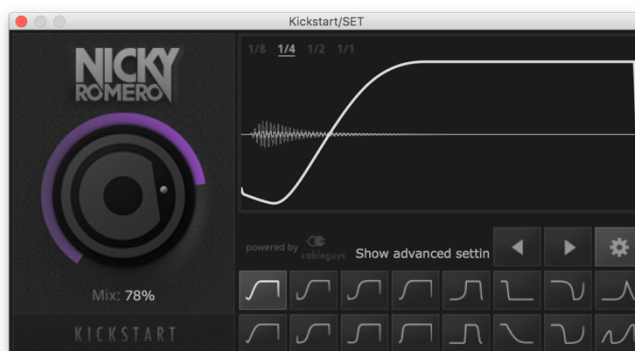 Kickstart/SET
NICKY
ROMERO
1/8 1/4 1/2 1/1
powered by cableguys
Show advanced settin
Mix: 78%
KICKSTART